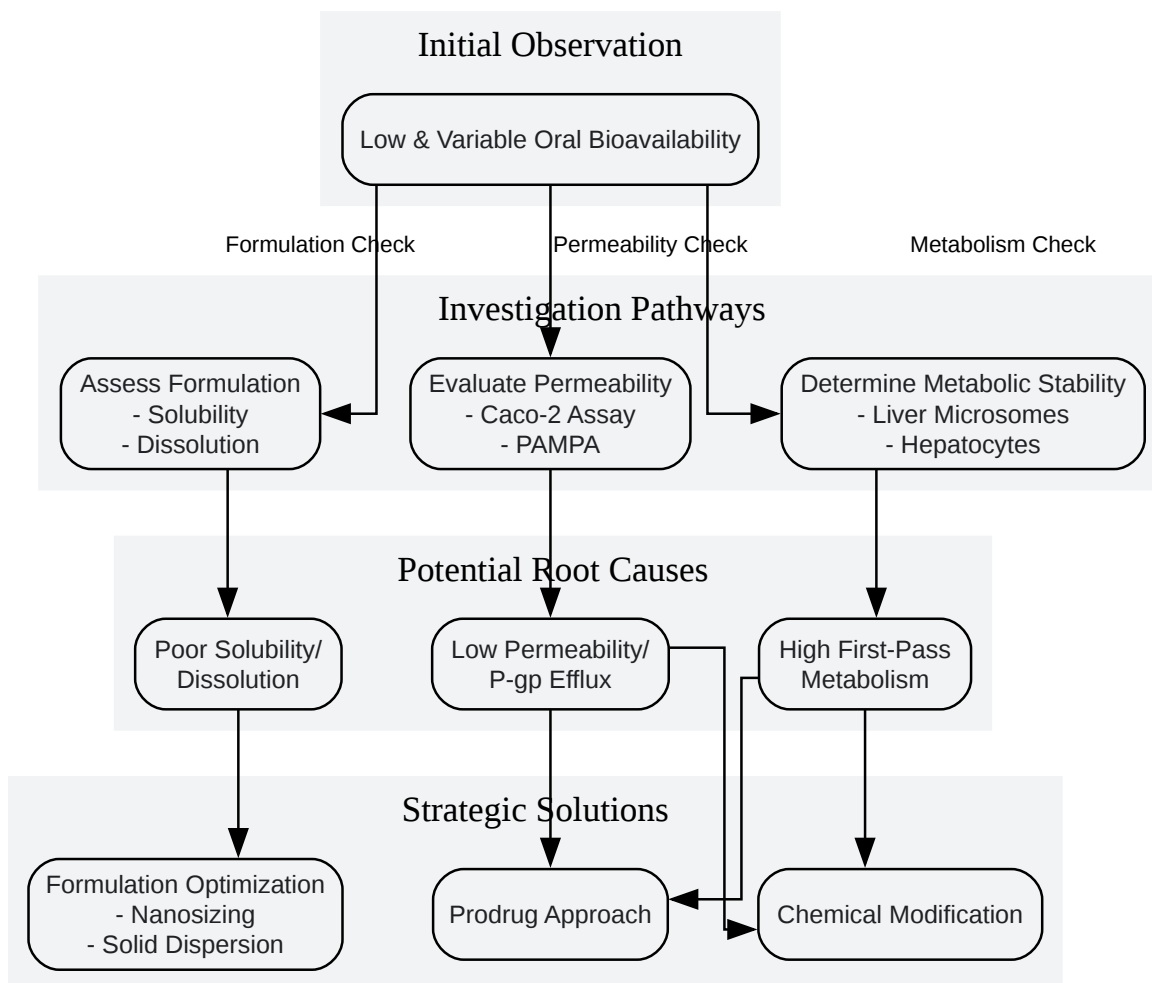 Initial Observation
Low & Variable Oral Bioavailability
Formulation Check
Permeability Check
Metabolism Check
Investigation Pathways
Assess Formulation
- Solubility
- Dissolution
Evaluate Permeability
- Caco-2 Assay
- PAMPA
Determine Metabolic Stability
- Liver Microsomes
- Hepatocytes
Potential Root Causes
Poor Solubility/
Dissolution
Low Permeability/
P-gp Efflux
High First-Pass
Metabolism
Strategic Solutions
Formulation Optimization
- Nanosizing
- Solid Dispersion
Prodrug Approach
Chemical Modification